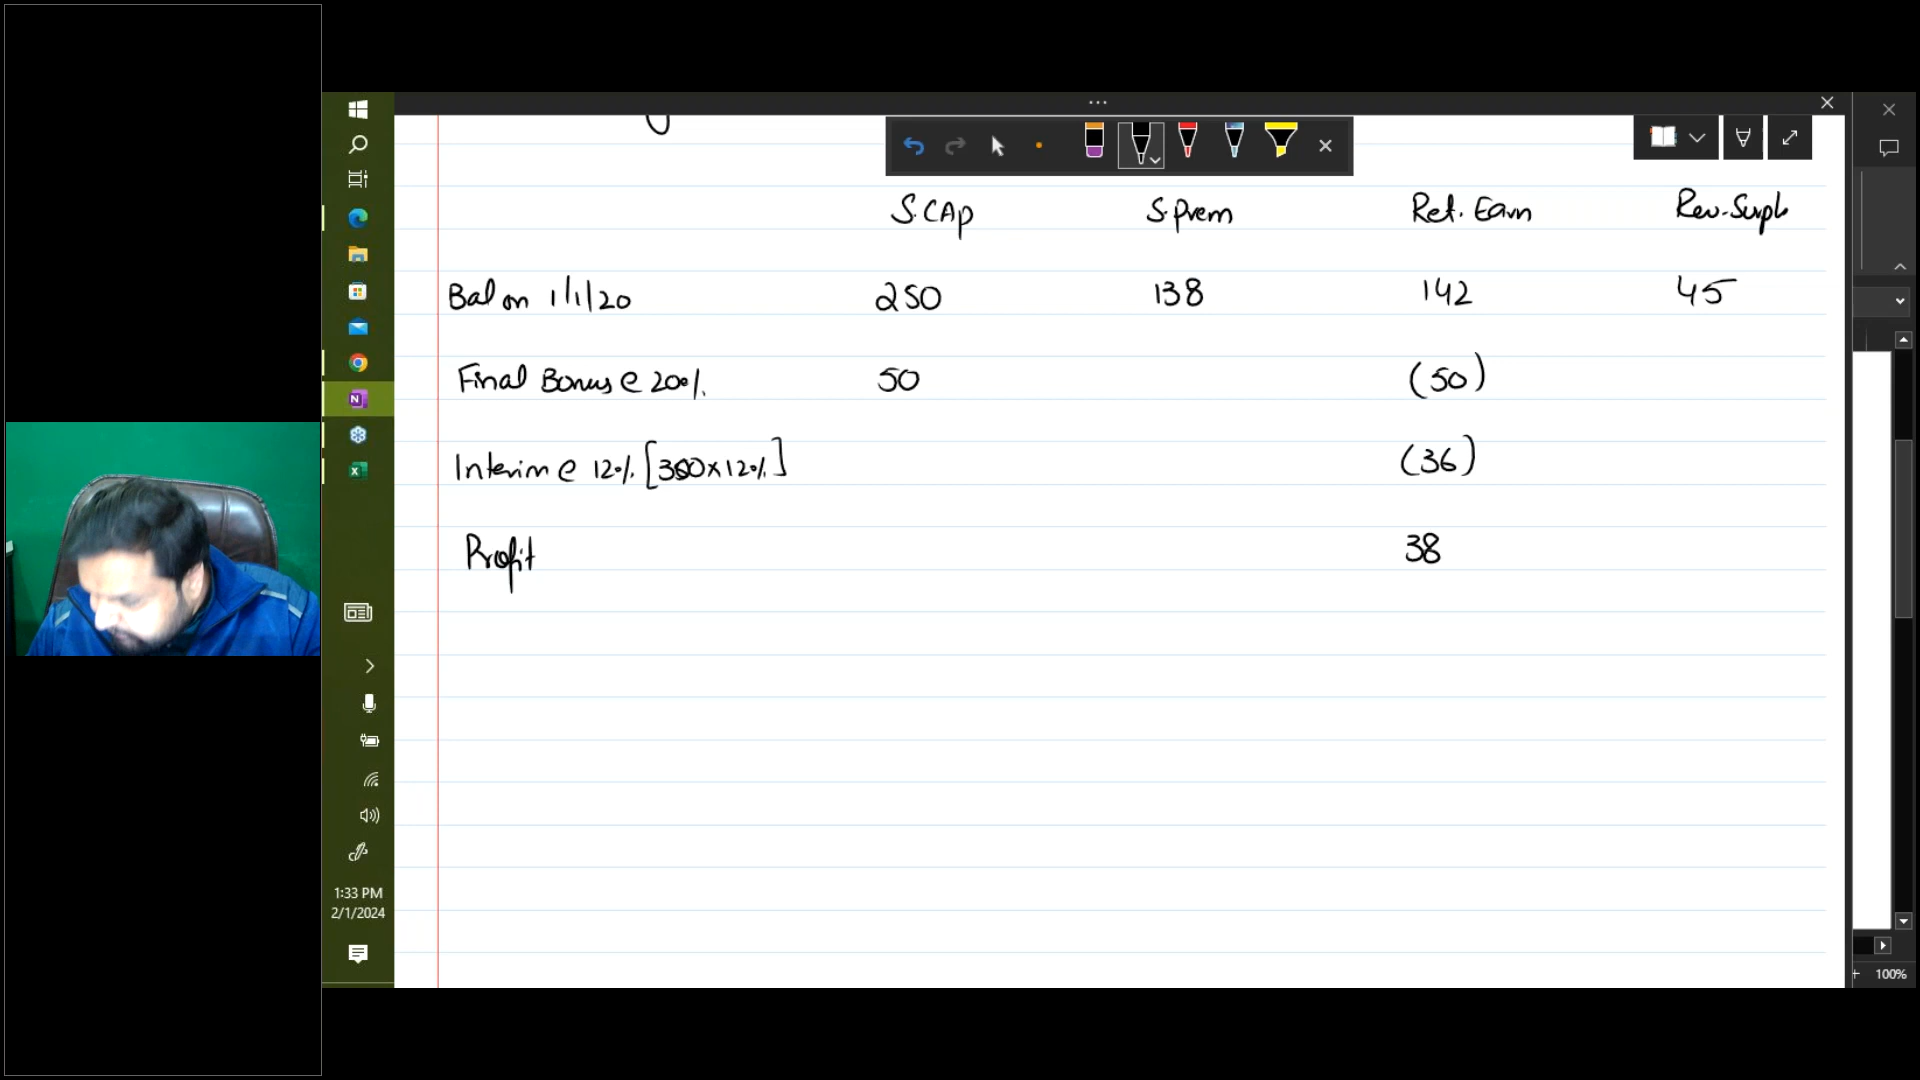 S.CAp S.Prem Ret. Earn Rev.Surpl
Bal on 1/1/20 250 138 142 45
Final Bonus @ 20% 50 (50)
Interim @ 12% [300x12%] (36)
Profit 38
1:33 PM
2/1/2024
100%